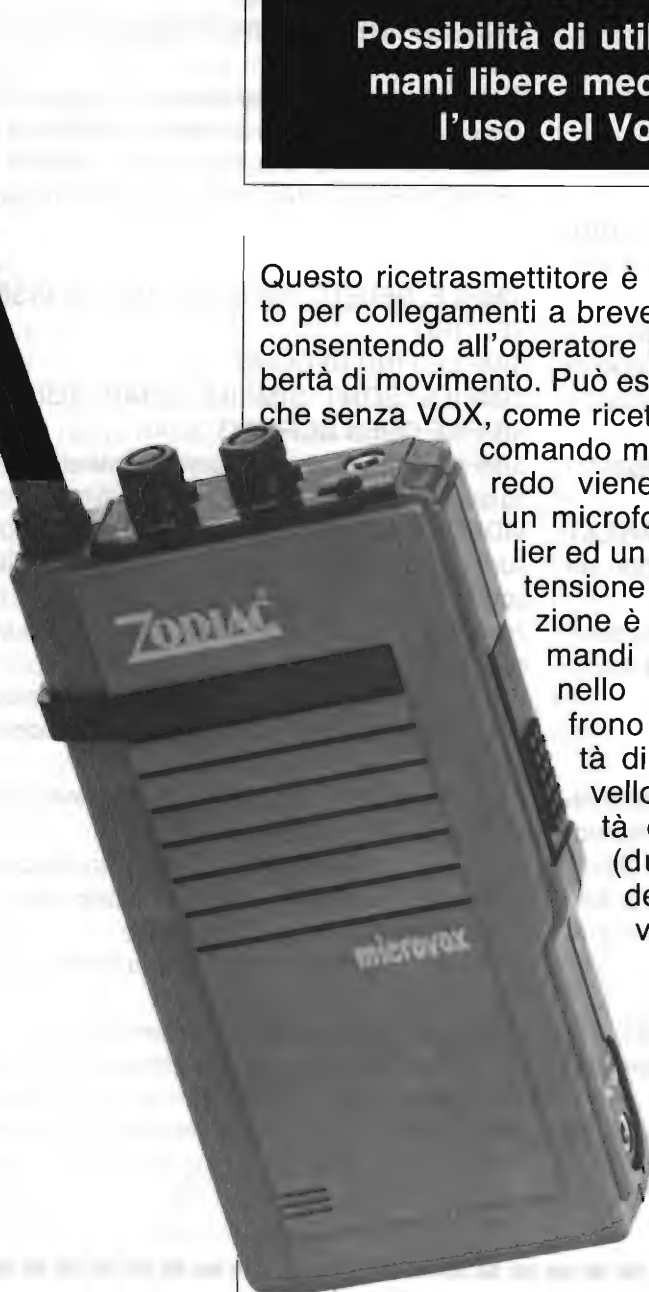 Possibilità di util
mani libere med
l'uso del Vo
Questo ricetrasmettitore è
to per collegamenti a breve
consentendo all'operatore
bertà di movimento. Può es
che senza VOX, come ricet
comando m
redo viene
un microfo
lier ed un
tensione
zione è
mandi
nello
frono
tà di
vello
tà d
(du
de
v
ZODIAC
microvox